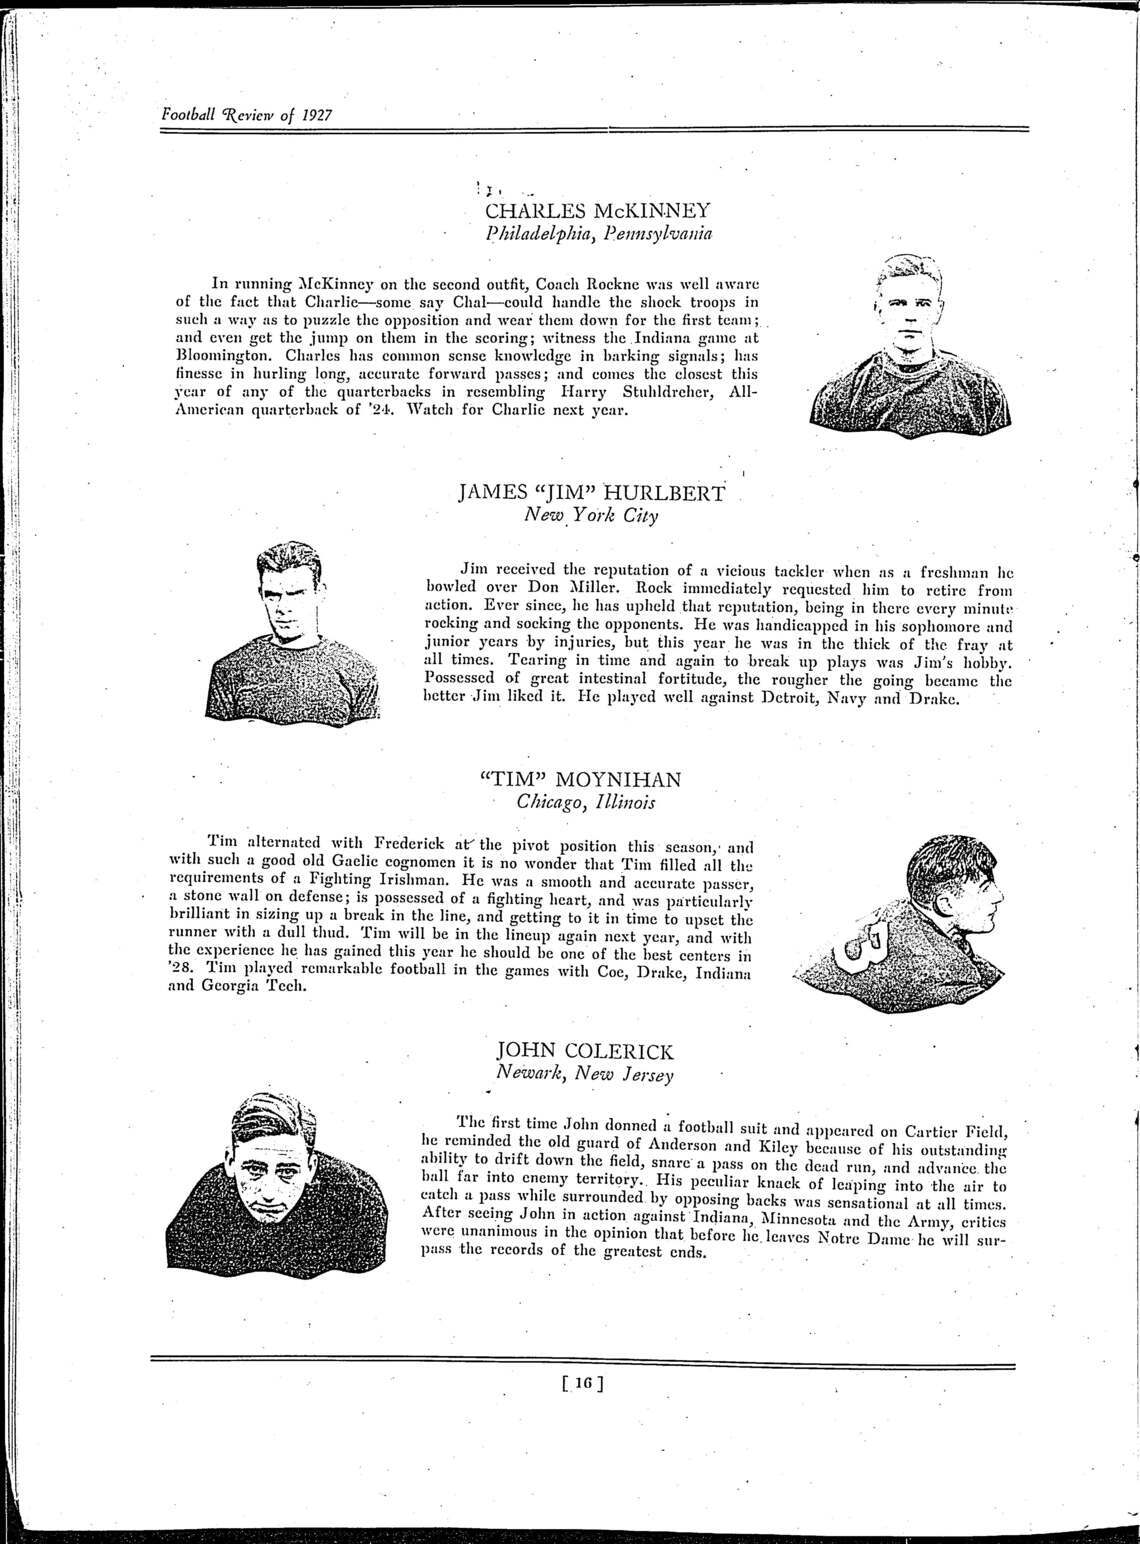 Football Review of 1927
CHARLES McKINNEY
Philadelphia, Pennsylvania
In running McKinney on the second outfit, Coach Rockne was well aware
of the fact that Charlie—some say Chal—could handle the shock troops in
such a way as to puzzle the opposition and wear them down for the first team;
and even get the jump on them in the scoring; witness the Indiana game at
Bloomington. Charles has common sense knowledge in barking signals; has
finesse in hurling long, accurate forward passes; and comes the closest this
year of any of the quarterbacks in resembling Harry Stuhldreher, All-
American quarterback of '24. Watch for Charlie next year.
JAMES "JIM" HURLBERT
New York City
Jim received the reputation of a vicious tackler when as a freshman he
bowled over Don Miller. Rock immediately requested him to retire from
action. Ever since, he has upheld that reputation, being in there every minute
rocking and socking the opponents. He was handicapped in his sophomore and
junior years by injuries, but this year he was in the thick of the fray at
all times. Tearing in time and again to break up plays was Jim's hobby.
Possessed of great intestinal fortitude, the rougher the going became the
better Jim liked it. He played well against Detroit, Navy and Drake.
"TIM" MOYNIHAN
Chicago, Illinois
Tim alternated with Frederick at the pivot position this season, and
with such a good old Gaelic cognomen it is no wonder that Tim filled all the
requirements of a Fighting Irishman. He was a smooth and accurate passer,
a stone wall on defense; is possessed of a fighting heart, and was particularly
brilliant in sizing up a break in the line, and getting to it in time to upset the
runner with a dull thud. Tim will be in the lineup again next year, and with
the experience he has gained this year he should be one of the best centers in
'28. Tim played remarkable football in the games with Coe, Drake, Indiana
and Georgia Tech.
3
JOHN COLERICK
Newark, New Jersey
The first time John donned a football suit and appeared on Cartier Field,
he reminded the old guard of Anderson and Kiley because of his outstanding
ability to drift down the field, snare a pass on the dead run, and advance the
ball far into enemy territory. His peculiar knack of leaping into the air to
catch a pass while surrounded by opposing backs was sensational at all times.
After seeing John in action against Indiana, Minnesota and the Army, critics
were unanimous in the opinion that before he leaves Notre Dame he will sur-
pass the records of the greatest ends.
[ 16 ]